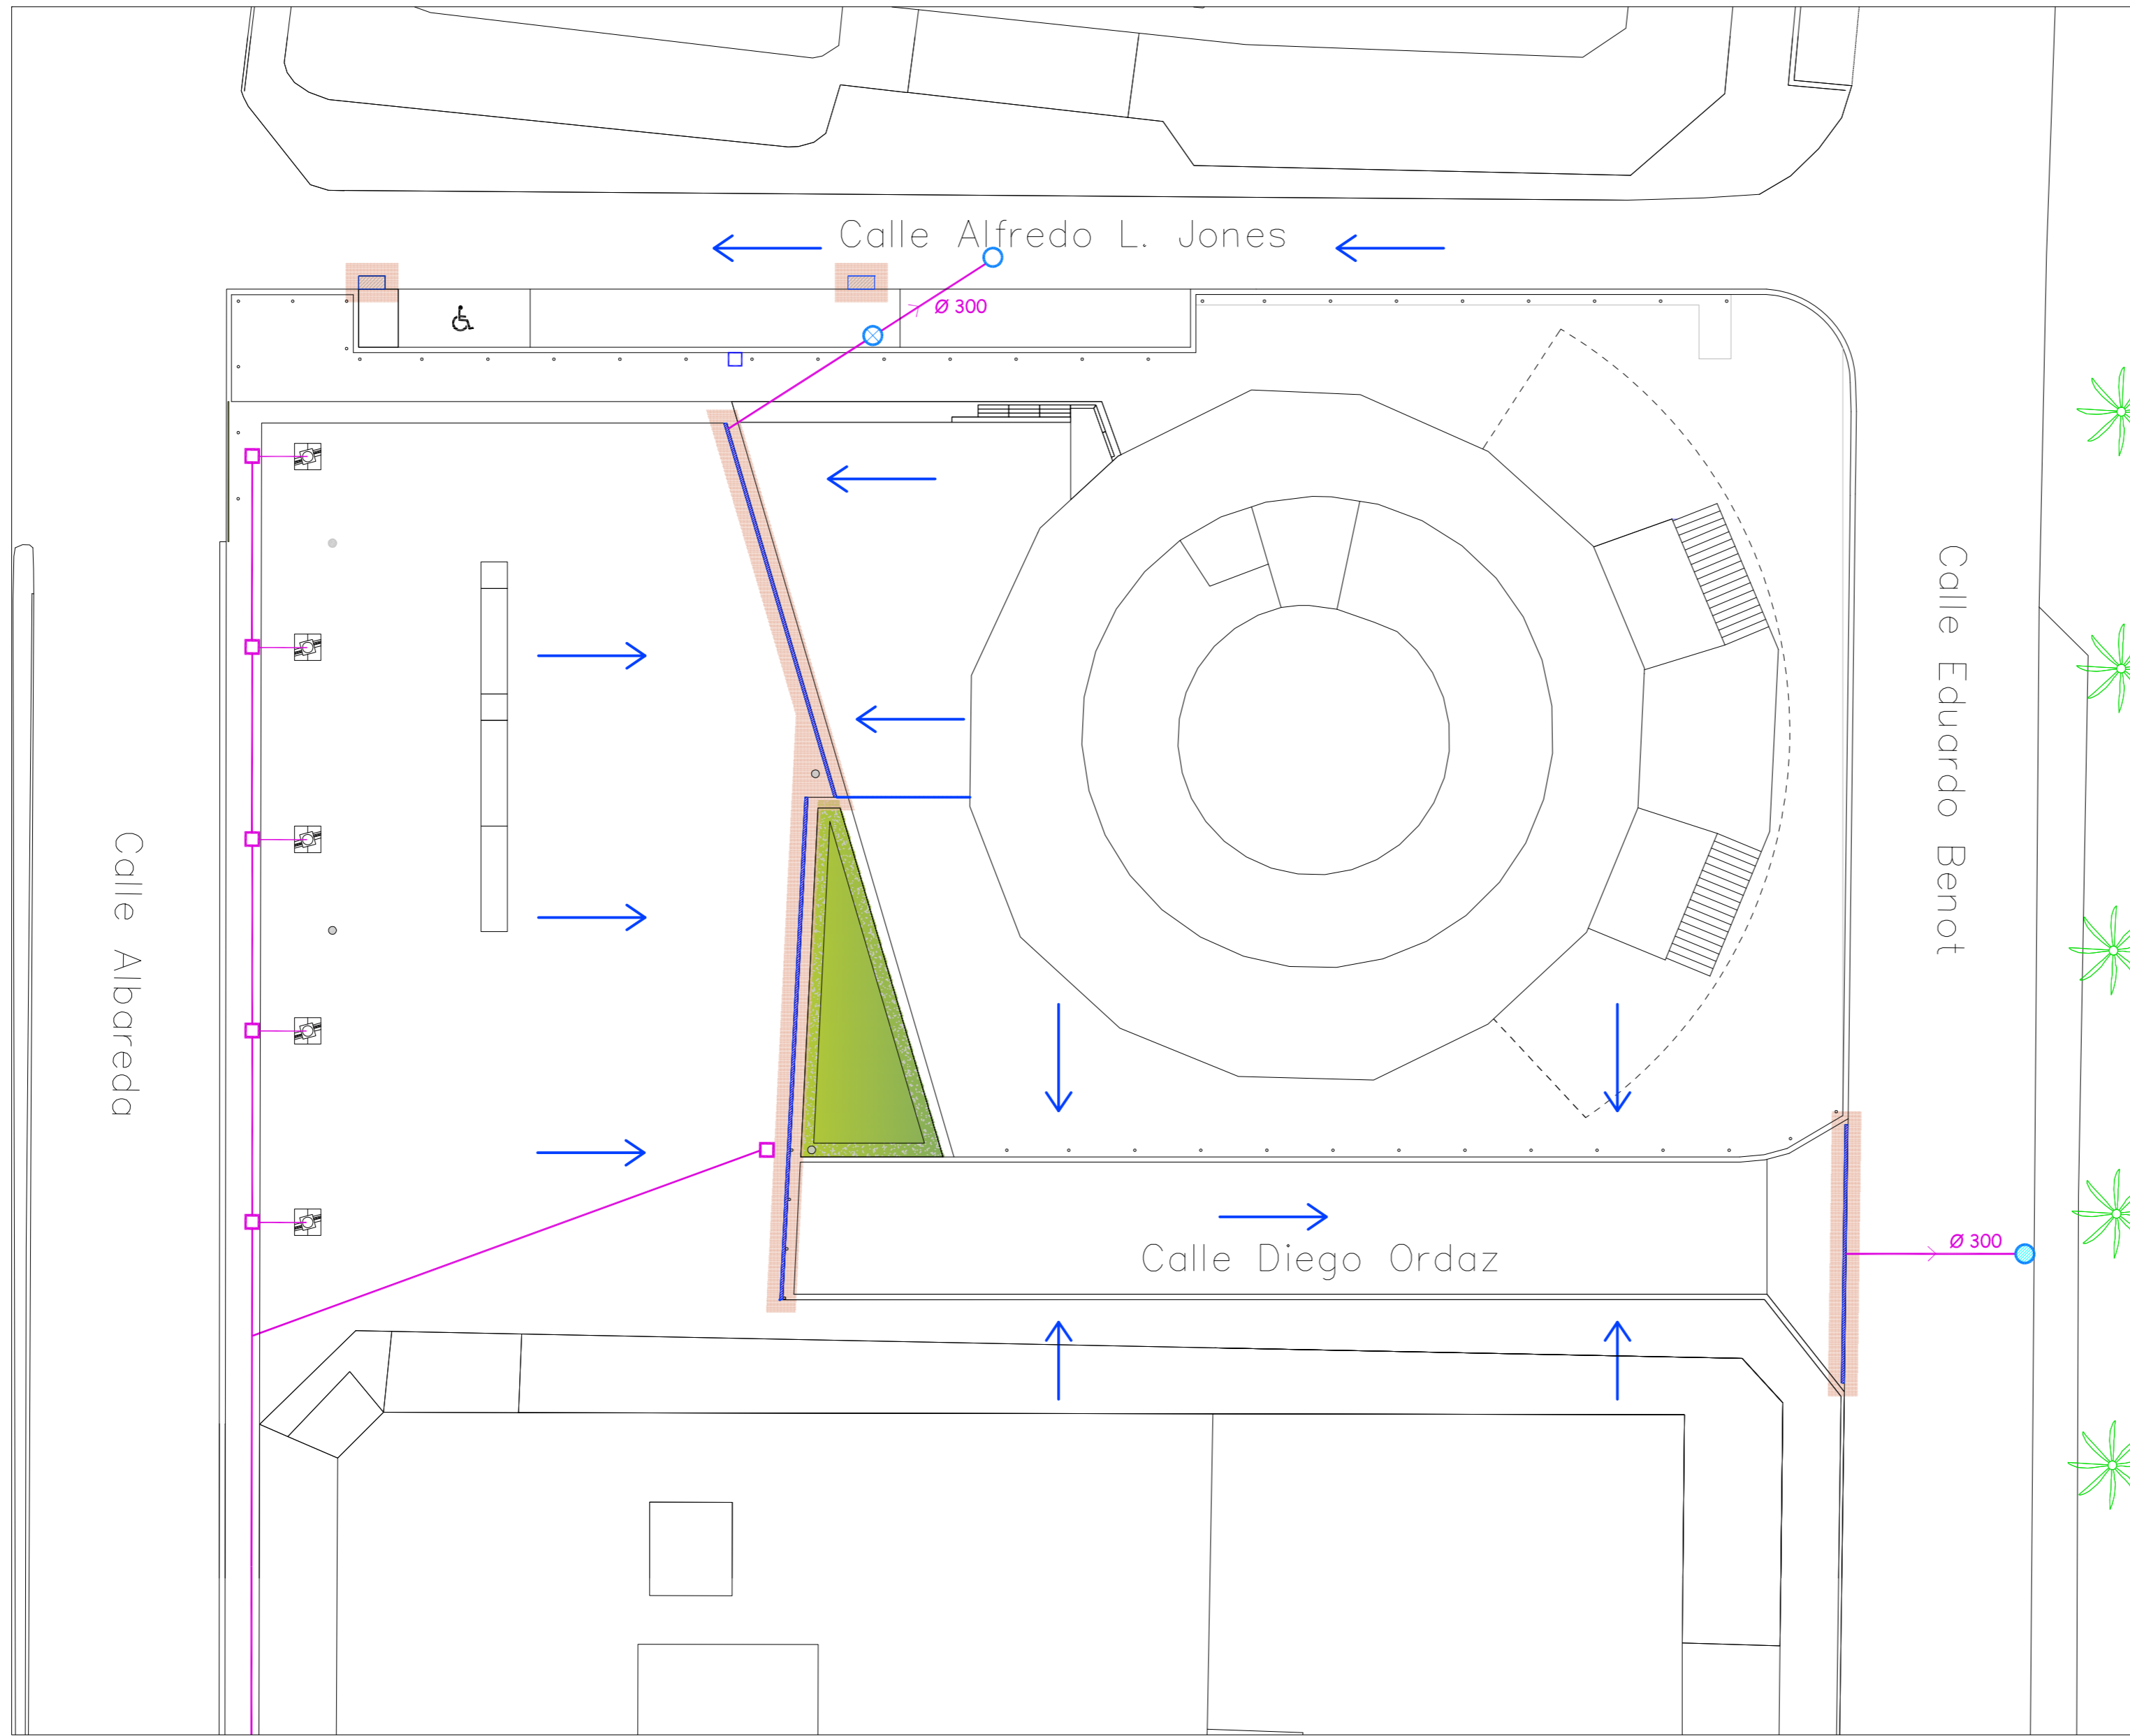 Calle Alfredo L. Jones
Ø 300
Calle Eduardo Benot
Calle Albareda
Ø 300
Calle Diego Ordaz